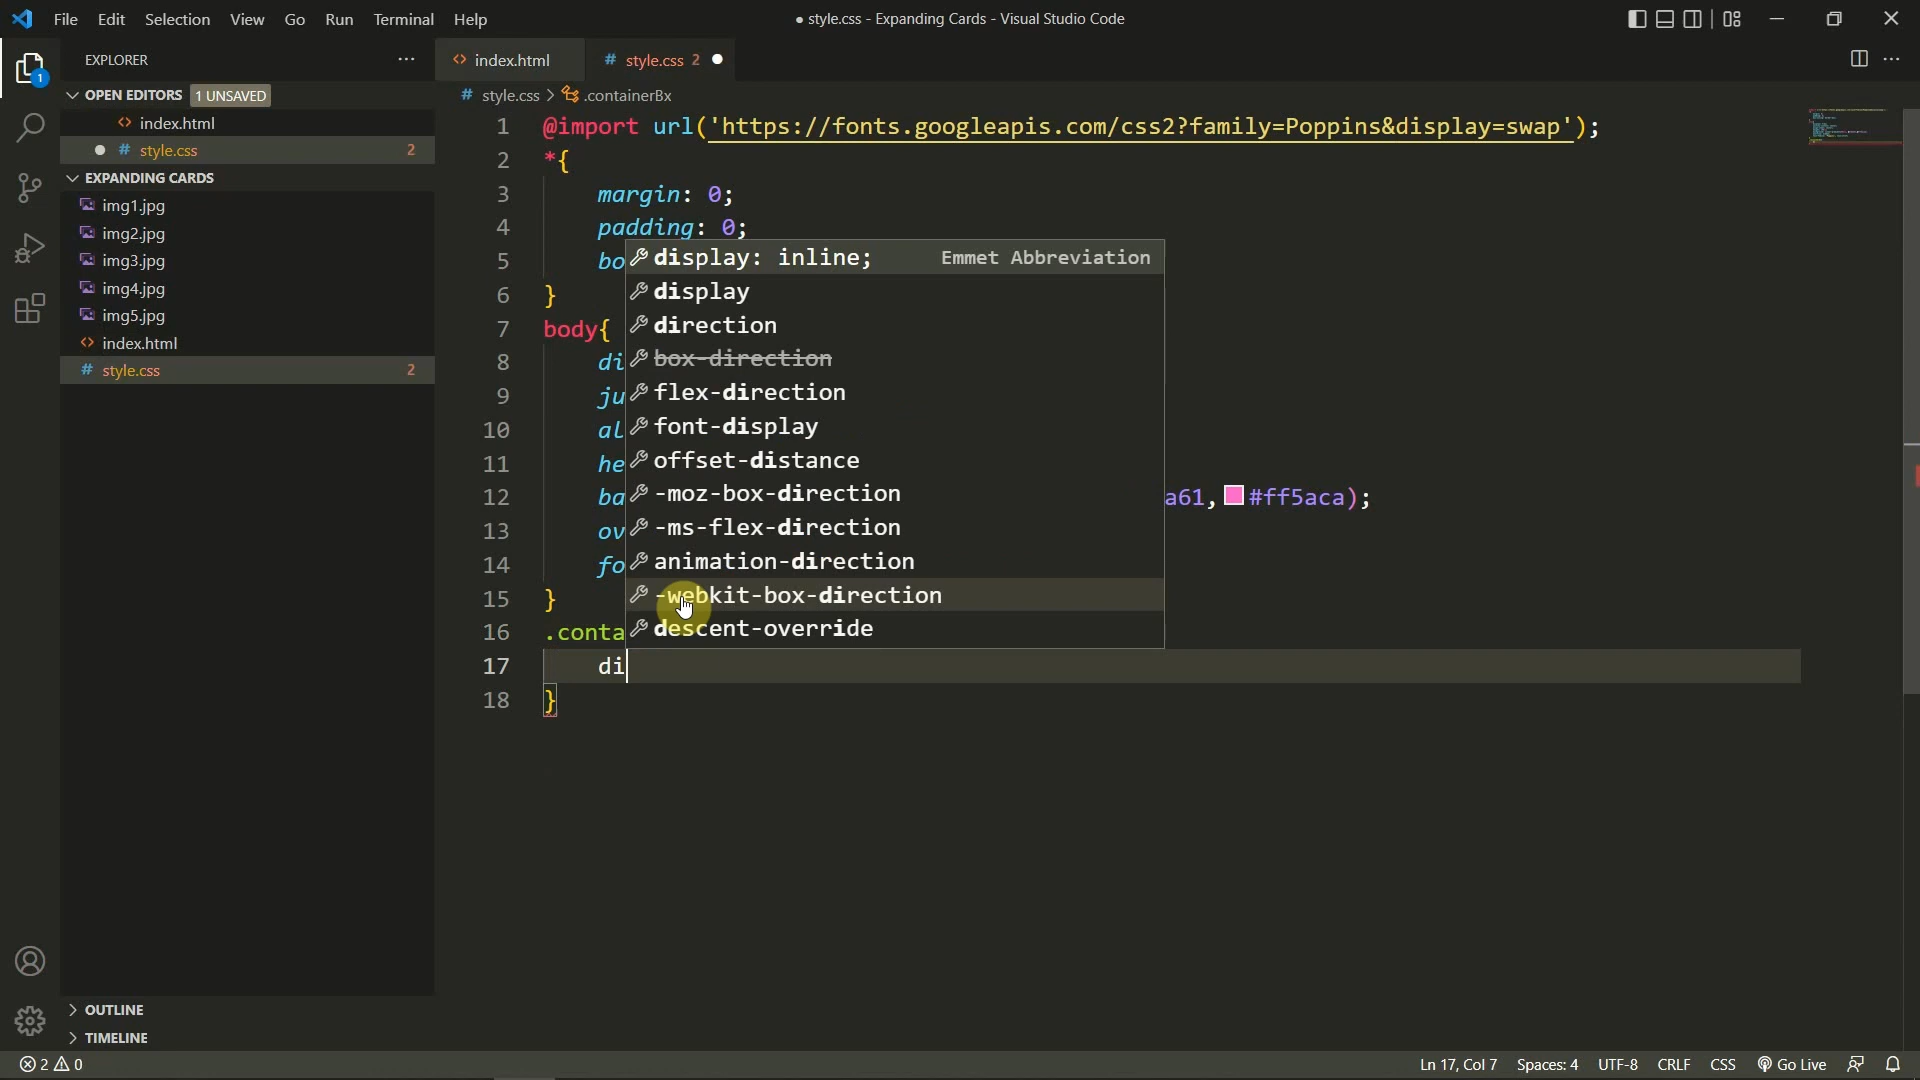 File Edit Selection View Go Run Terminal Help
● style.css - Expanding Cards - Visual Studio Code
EXPLORER ···
OPEN EDITORS 1 UNSAVED
<> index.html
# style.css 2
EXPANDING CARDS
img1.jpg
img2.jpg
img3.jpg
img4.jpg
img5.jpg
<> index.html
# style.css 2
OUTLINE
TIMELINE
1
<> index.html
# style.css 2
# style.css > .containerBx
1 @import url('https://fonts.googleapis.com/css2?family=Poppins&display=swap');
2 *{
3 margin: 0;
4 padding: 0;
5 bo
6 }
7 body{
8 di
9 ju
10 al
11 he
12 ba a61, #ff5aca);
13 ov
14 fo
15 }
16 .conta
17 di
18 }
display: inline; Emmet Abbreviation
display
direction
box-direction
flex-direction
font-display
offset-distance
-moz-box-direction
-ms-flex-direction
animation-direction
-webkit-box-direction
descent-override
2 0
Ln 17, Col 7 Spaces: 4 UTF-8 CRLF CSS Go Live